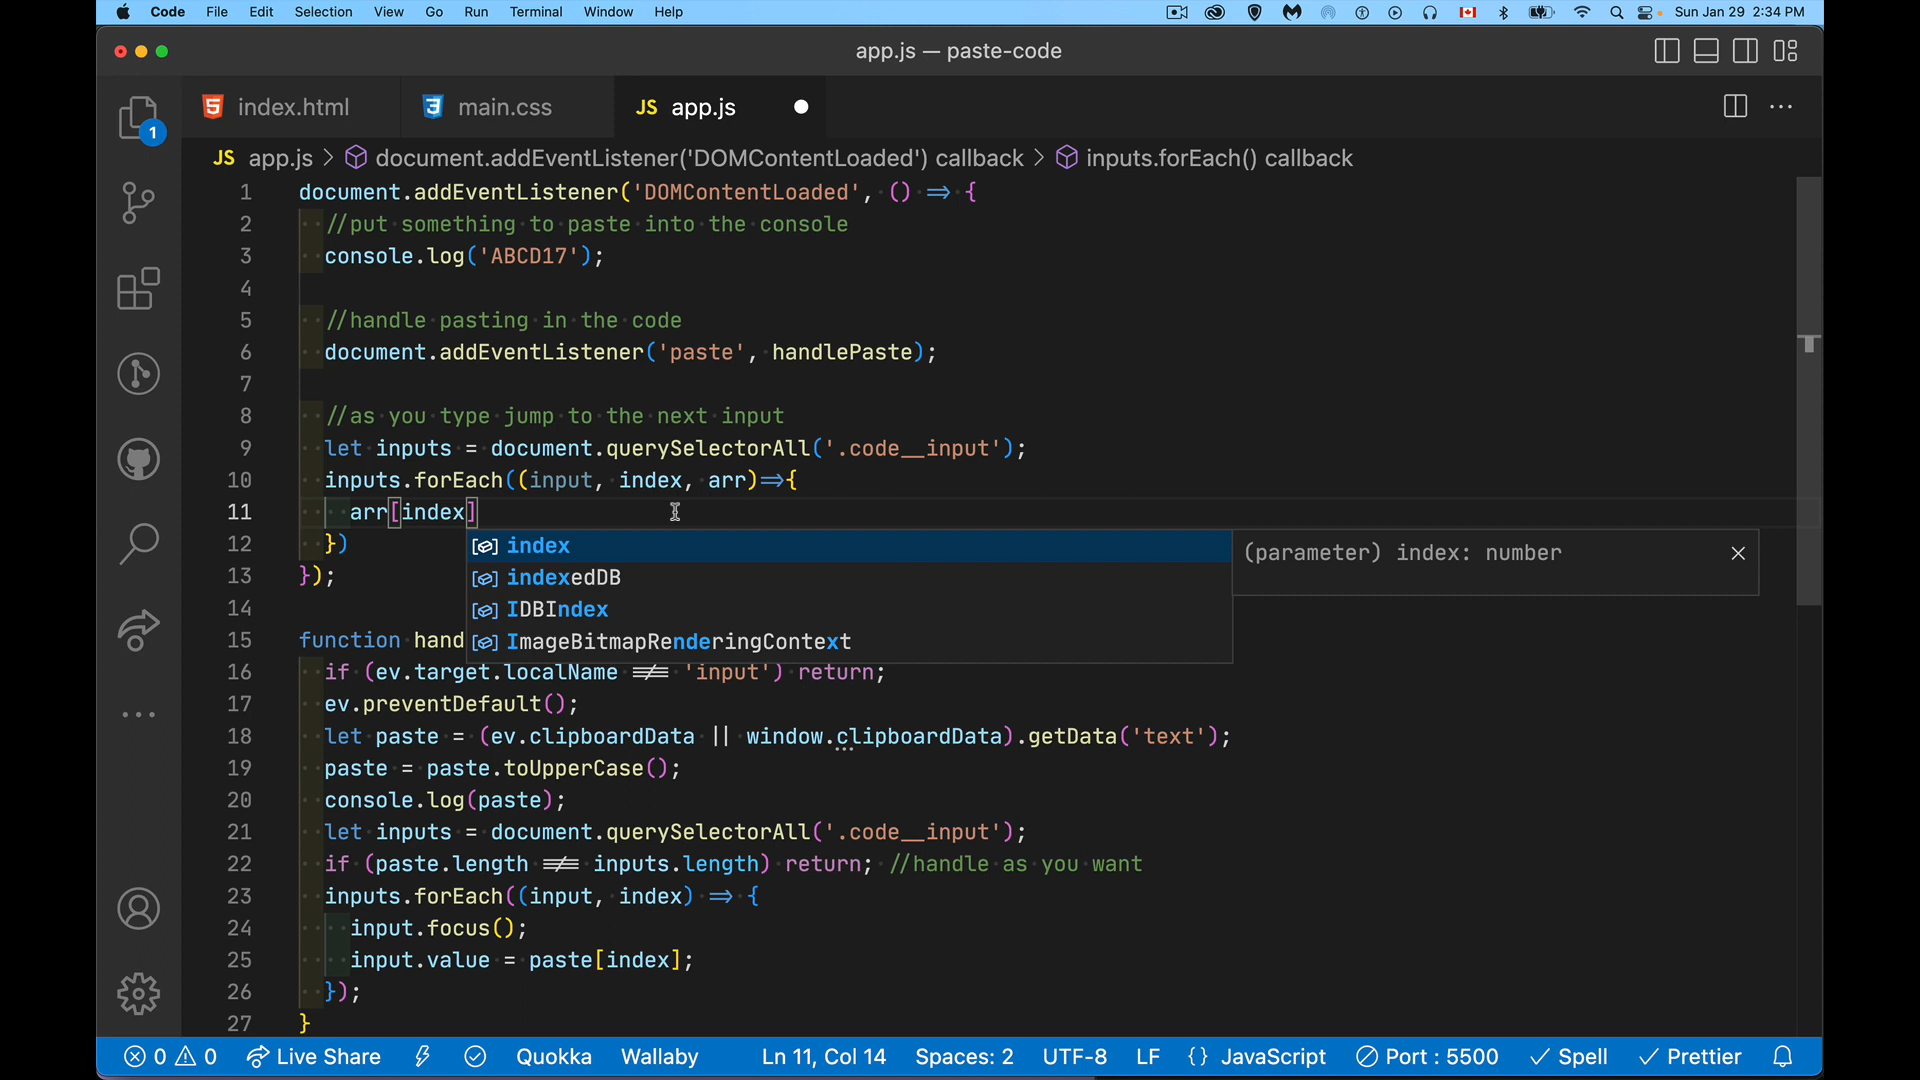 Code File Edit Selection View Go Run Terminal Window Help Sun Jan 29 2:34 PM
app.js — paste-code
index.html main.css JS app.js
JS app.js > document.addEventListener('DOMContentLoaded') callback > inputs.forEach() callback
1 document.addEventListener('DOMContentLoaded', () => {
2 //put something to paste into the console
3 console.log('ABCD17');
4
5 //handle pasting in the code
6 document.addEventListener('paste', handlePaste);
7
8 //as you type jump to the next input
9 let inputs = document.querySelectorAll('.code__input');
10 inputs.forEach((input, index, arr)=>{
11 arr[index]
12 })
index (parameter) index: number
13 });
indexedDB
14
IDBIndex
15 function hand
ImageBitmapRenderingContext
16 if (ev.target.localName !== 'input') return;
17 ev.preventDefault();
18 let paste = (ev.clipboardData || window.clipboardData).getData('text');
19 paste = paste.toUpperCase();
20 console.log(paste);
21 let inputs = document.querySelectorAll('.code__input');
22 if (paste.length !== inputs.length) return; //handle as you want
23 inputs.forEach((input, index) => {
24 input.focus();
25 input.value = paste[index];
26 });
27 }
1
0 0 Live Share Quokka Wallaby Ln 11, Col 14 Spaces: 2 UTF-8 LF {} JavaScript Port : 5500 Spell Prettier